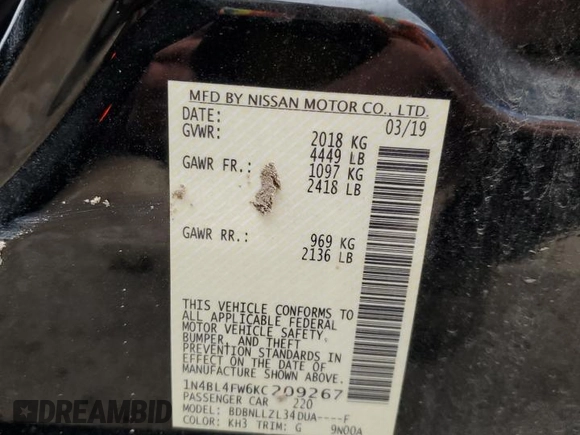 MFD BY NISSAN MOTOR CO., LTD.
DATE: 03/19
GVWR: 2018 KG
4449 LB
GAWR FR.: 1097 KG
2418 LB
GAWR RR.: 969 KG
2136 LB
THIS VEHICLE CONFORMS TO
ALL APPLICABLE FEDERAL
MOTOR VEHICLE SAFETY,
BUMPER, AND THEFT
PREVENTION STANDARDS IN
EFFECT ON THE DATE OF
MANUFACTURE SHOWN ABOVE.
1N4BL4FW6KC209267
PASSENGER CAR 220
MODEL: BDBNLLZL34DUA----F
COLOR: KH3 TRIM: G 9N00A
BDBIDFAX